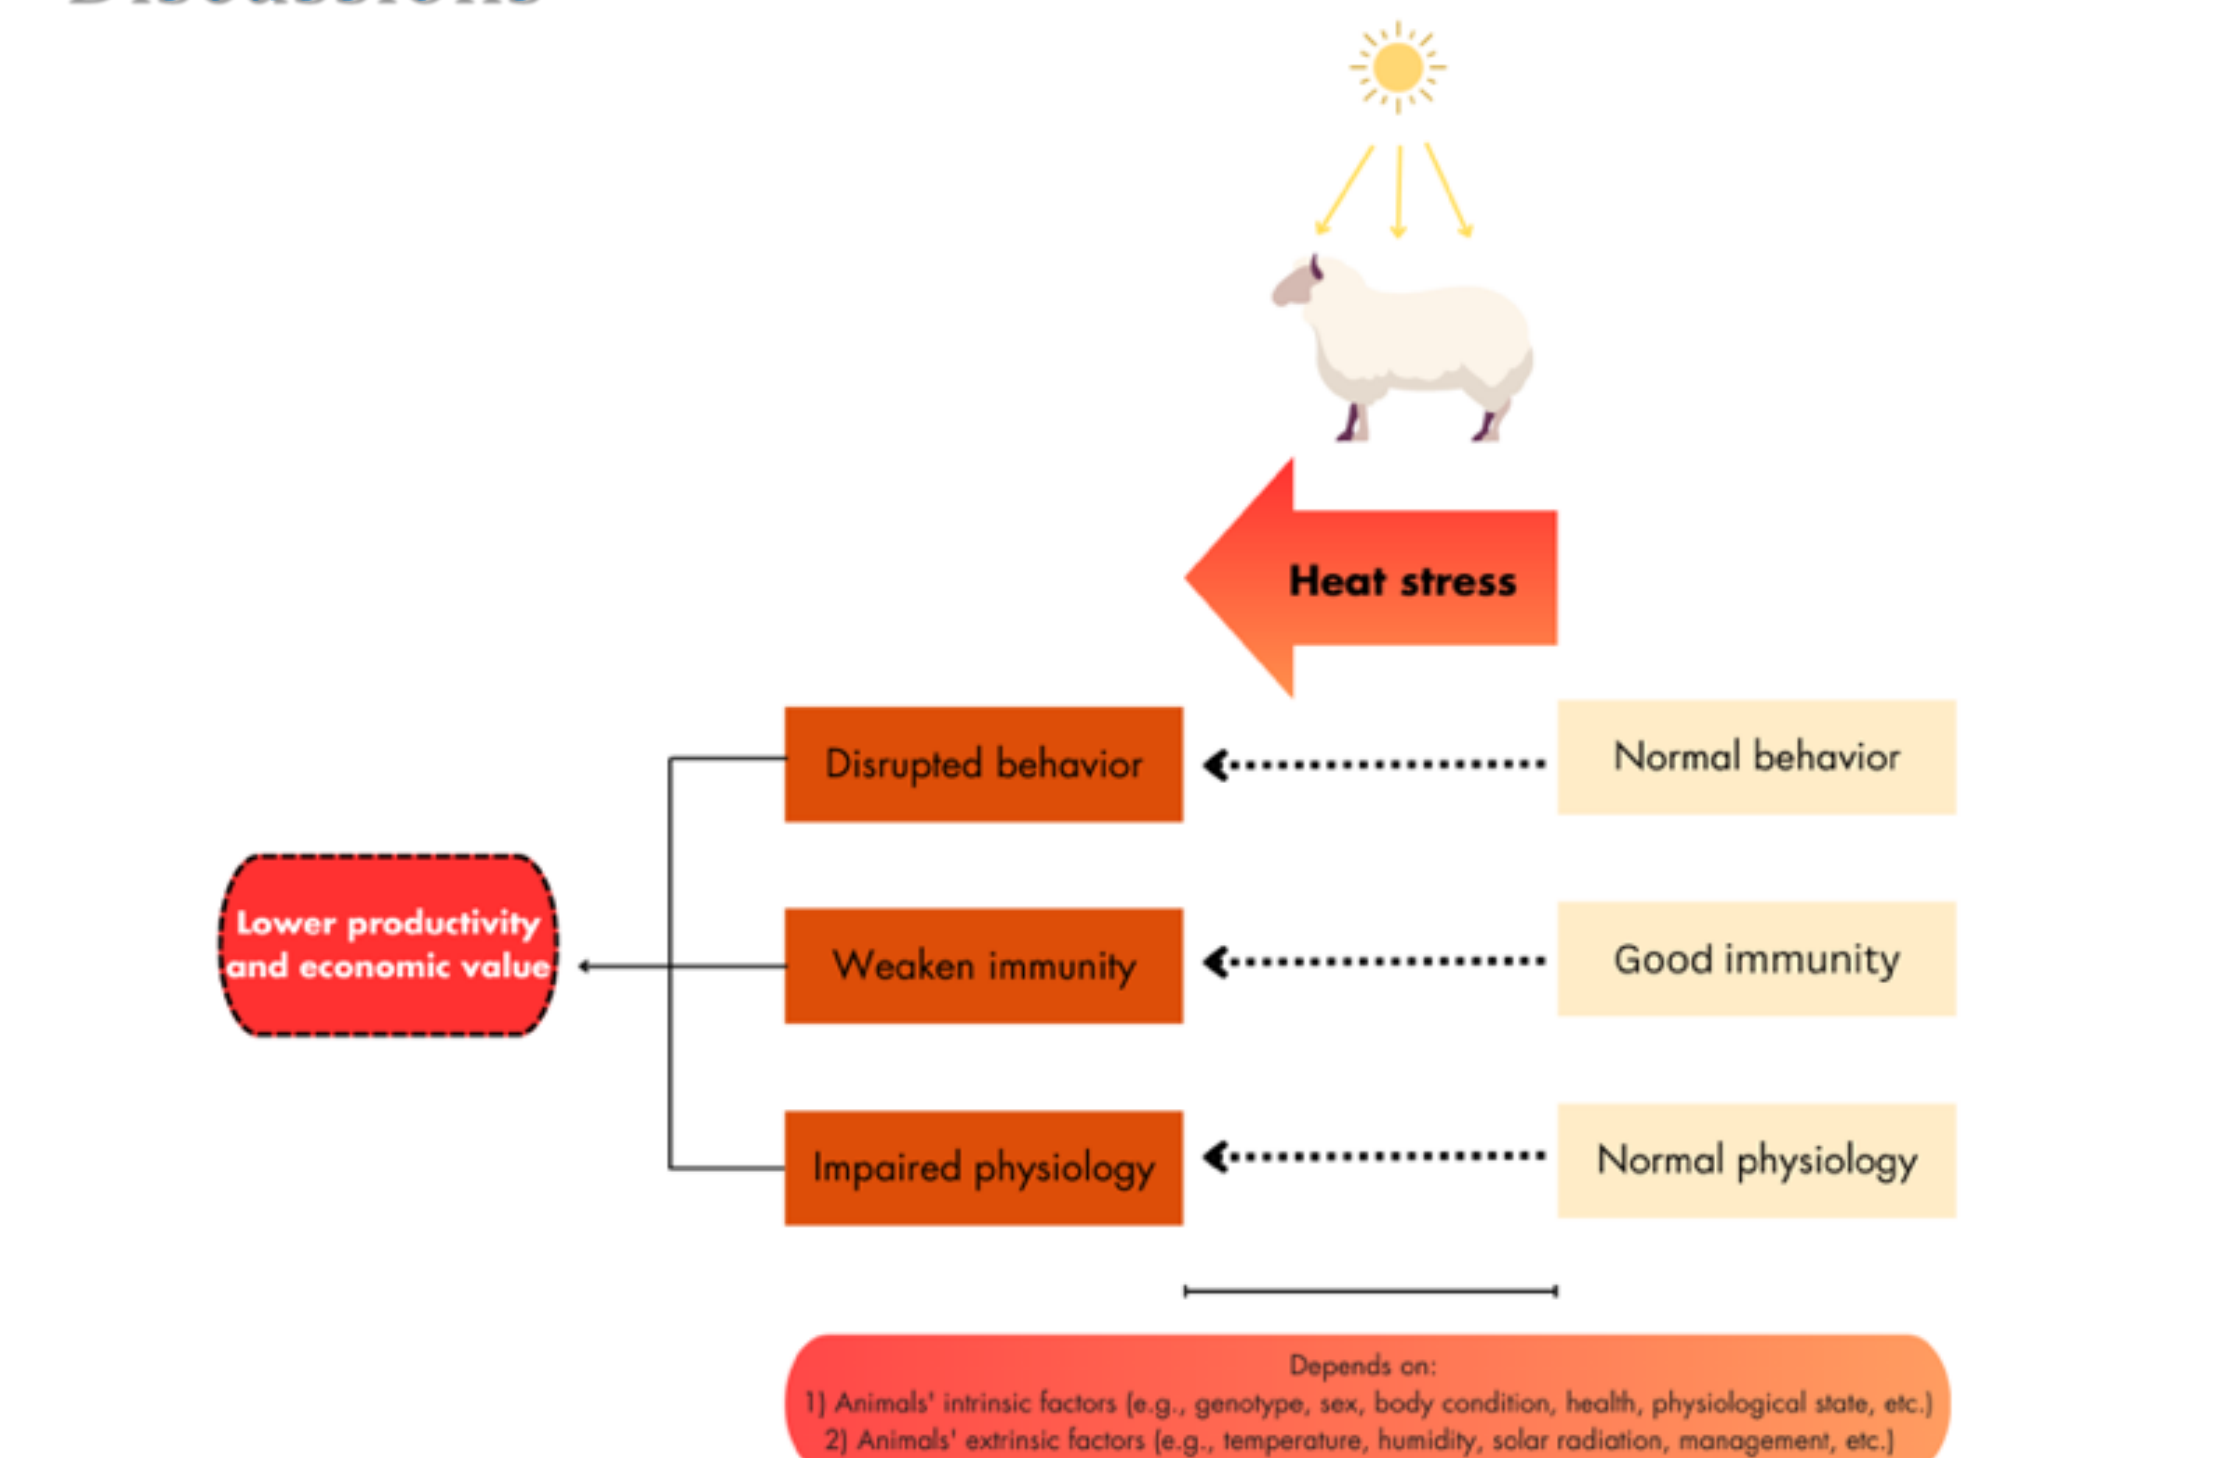 Discussions
Heat stress
Disrupted behavior
Normal behavior
Lower productivity
and economic value
Weaken immunity
Good immunity
Impaired physiology
Normal physiology
Depends on:
1) Animals' intrinsic factors (e.g., genotype, sex, body condition, health, physiological state, etc.)
2) Animals' extrinsic factors (e.g., temperature, humidity, solar radiation, management, etc.)